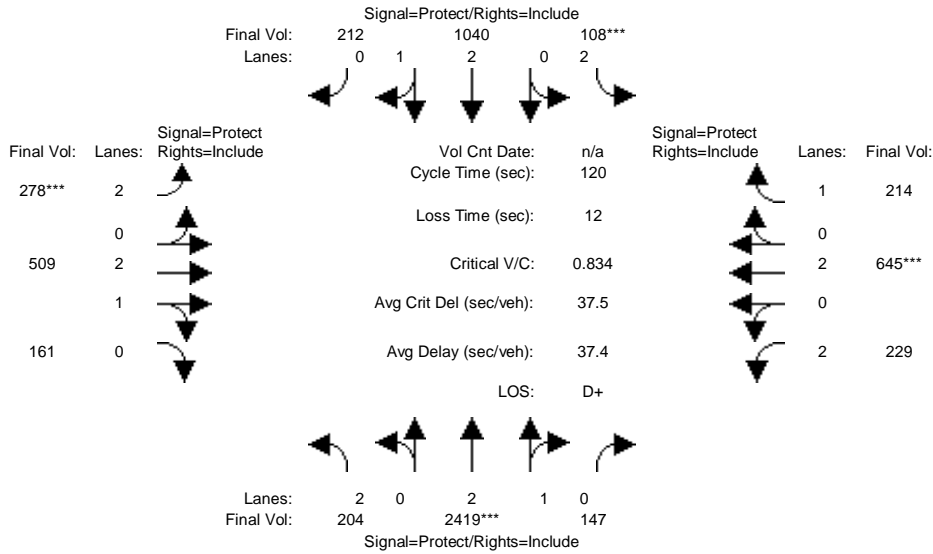 Signal=Protect/Rights=Include
Final Vol: 212 1040 108***
Lanes: 0 1 2 0 2
Signal=Protect Signal=Protect
Final Vol: Lanes: Rights=Include Vol Cnt Date: n/a Rights=Include Lanes: Final Vol:
Cycle Time (sec): 120
278*** 2 1 214
Loss Time (sec): 12
0 0
509 2 Critical V/C: 0.834 2 645***
1 Avg Crit Del (sec/veh): 37.5 0
161 0 Avg Delay (sec/veh): 37.4 2 229
LOS: D+
Lanes: 2 0 2 1 0
Final Vol: 204 2419*** 147
Signal=Protect/Rights=Include